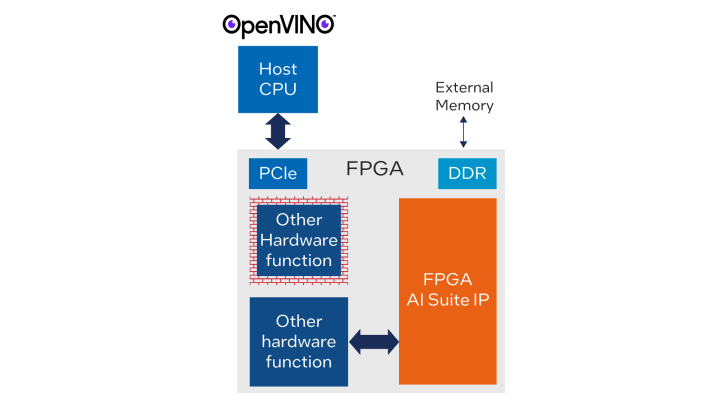 OpenVINO
Host
CPU
External
Memory
PCIe
FPGA
DDR
Other
Hardware
function
FPGA
AI Suite IP
Other
hardware
function